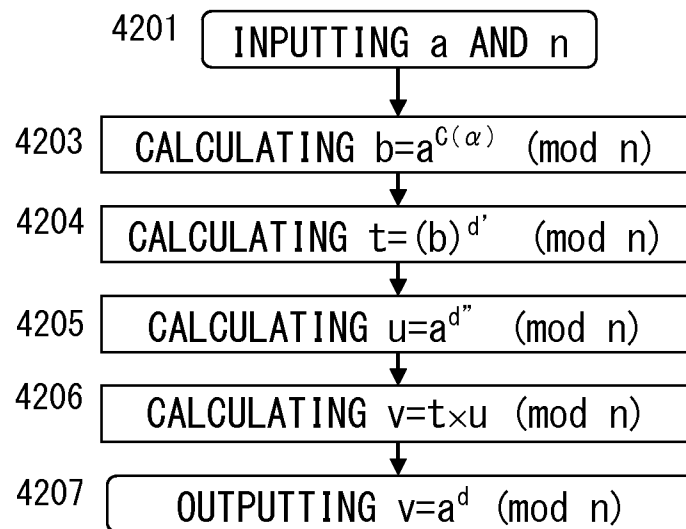 4201 INPUTTING a AND n
4203 CALCULATING b=a^C(α) (mod n)
4204 CALCULATING t=(b)^d' (mod n)
4205 CALCULATING u=a^d" (mod n)
4206 CALCULATING v=t×u (mod n)
4207 OUTPUTTING v=a^d (mod n)